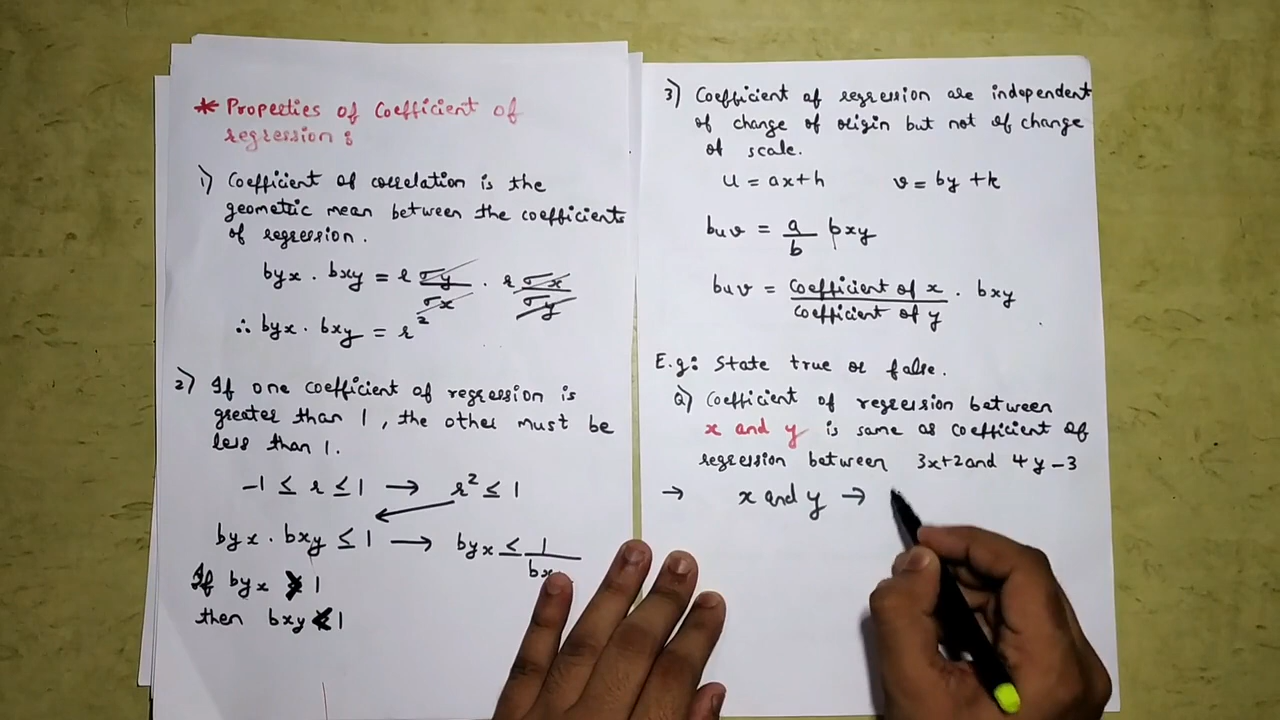 * Properties of Coefficient of
regression :
1) Coefficient of correlation is the
geometric mean between the coefficients
of regression.
byx . bxy = r σy/σx . r σx/σy
∴ byx . bxy = r²
2) If one coefficient of regression is
greater than 1, the other must be
less than 1.
-1 ≤ r ≤ 1 → r² ≤ 1
byx . bxy ≤ 1 → byx ≤ 1/bx
If byx > 1
then bxy < 1
3) Coefficient of regression are independent
of change of origin but not of change
of scale.
u = ax+h v = by +k
buv = a/b bxy
buv = coefficient of x/coefficient of y . bxy
E.g: State true or false.
Q) Coefficient of regression between
x and y is same as coefficient of
regression between 3x+2 and 4y-3
→ x and y →